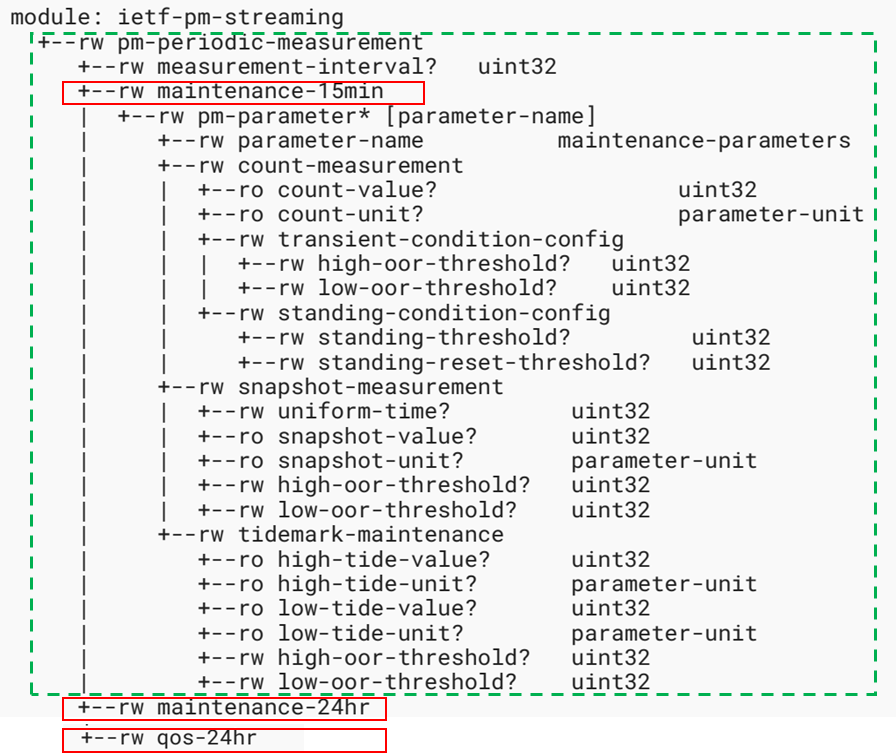 module: ietf-pm-streaming
+--rw pm-periodic-measurement
+--rw measurement-interval? uint32
+--rw maintenance-15min
| +--rw pm-parameter* [parameter-name]
| +--rw parameter-name maintenance-parameters
| +--rw count-measurement
| | +--ro count-value? uint32
| | +--ro count-unit? parameter-unit
| | +--rw transient-condition-config
| | | +--rw high-oor-threshold? uint32
| | | +--rw low-oor-threshold? uint32
| | +--rw standing-condition-config
| | +--rw standing-threshold? uint32
| | +--rw standing-reset-threshold? uint32
| +--rw snapshot-measurement
| | +--rw uniform-time? uint32
| | +--ro snapshot-value? uint32
| | +--ro snapshot-unit? parameter-unit
| | +--rw high-oor-threshold? uint32
| | +--rw low-oor-threshold? uint32
| +--rw tidemark-maintenance
| +--ro high-tide-value? uint32
| +--ro high-tide-unit? parameter-unit
| +--ro low-tide-value? uint32
| +--ro low-tide-unit? parameter-unit
| +--rw high-oor-threshold? uint32
| +--rw low-oor-threshold? uint32
+--rw maintenance-24hr
+--rw qos-24hr